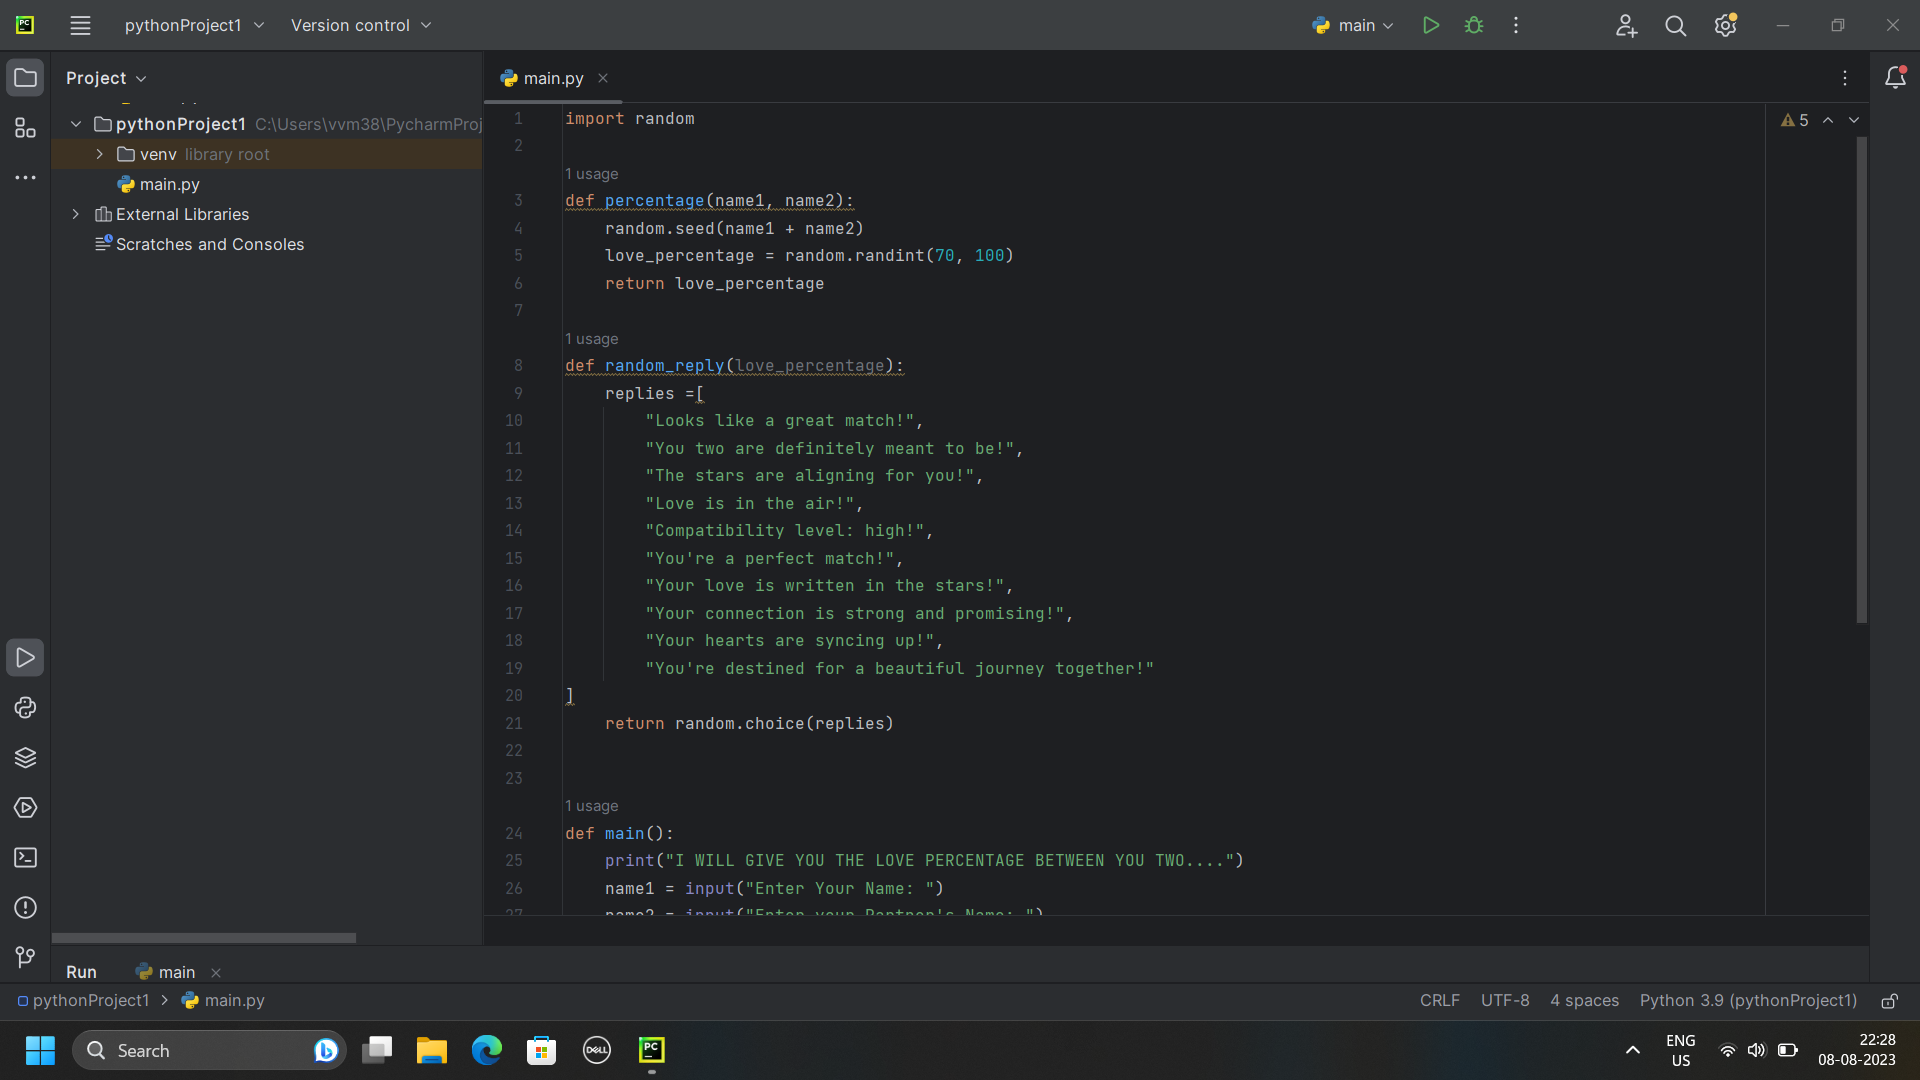 pythonProject1
Version control
main
Project
main.py
pythonProject1 C:\Users\vvm38\PycharmProj
venv library root
main.py
External Libraries
Scratches and Consoles
5
1 import random
2
1 usage
3 def percentage(name1, name2):
4 random.seed(name1 + name2)
5 love_percentage = random.randint(70, 100)
6 return love_percentage
7
1 usage
8 def random_reply(love_percentage):
9 replies =[
10 "Looks like a great match!",
11 "You two are definitely meant to be!",
12 "The stars are aligning for you!",
13 "Love is in the air!",
14 "Compatibility level: high!",
15 "You're a perfect match!",
16 "Your love is written in the stars!",
17 "Your connection is strong and promising!",
18 "Your hearts are syncing up!",
19 "You're destined for a beautiful journey together!"
20 ]
21 return random.choice(replies)
22
23
1 usage
24 def main():
25 print("I WILL GIVE YOU THE LOVE PERCENTAGE BETWEEN YOU TWO....")
26 name1 = input("Enter Your Name: ")
27 name2 = input("Enter your Partner's Name: ")
Run main
pythonProject1 > main.py
CRLF UTF-8 4 spaces Python 3.9 (pythonProject1)
Search
DELL
PC
ENG
US
22:28
08-08-2023